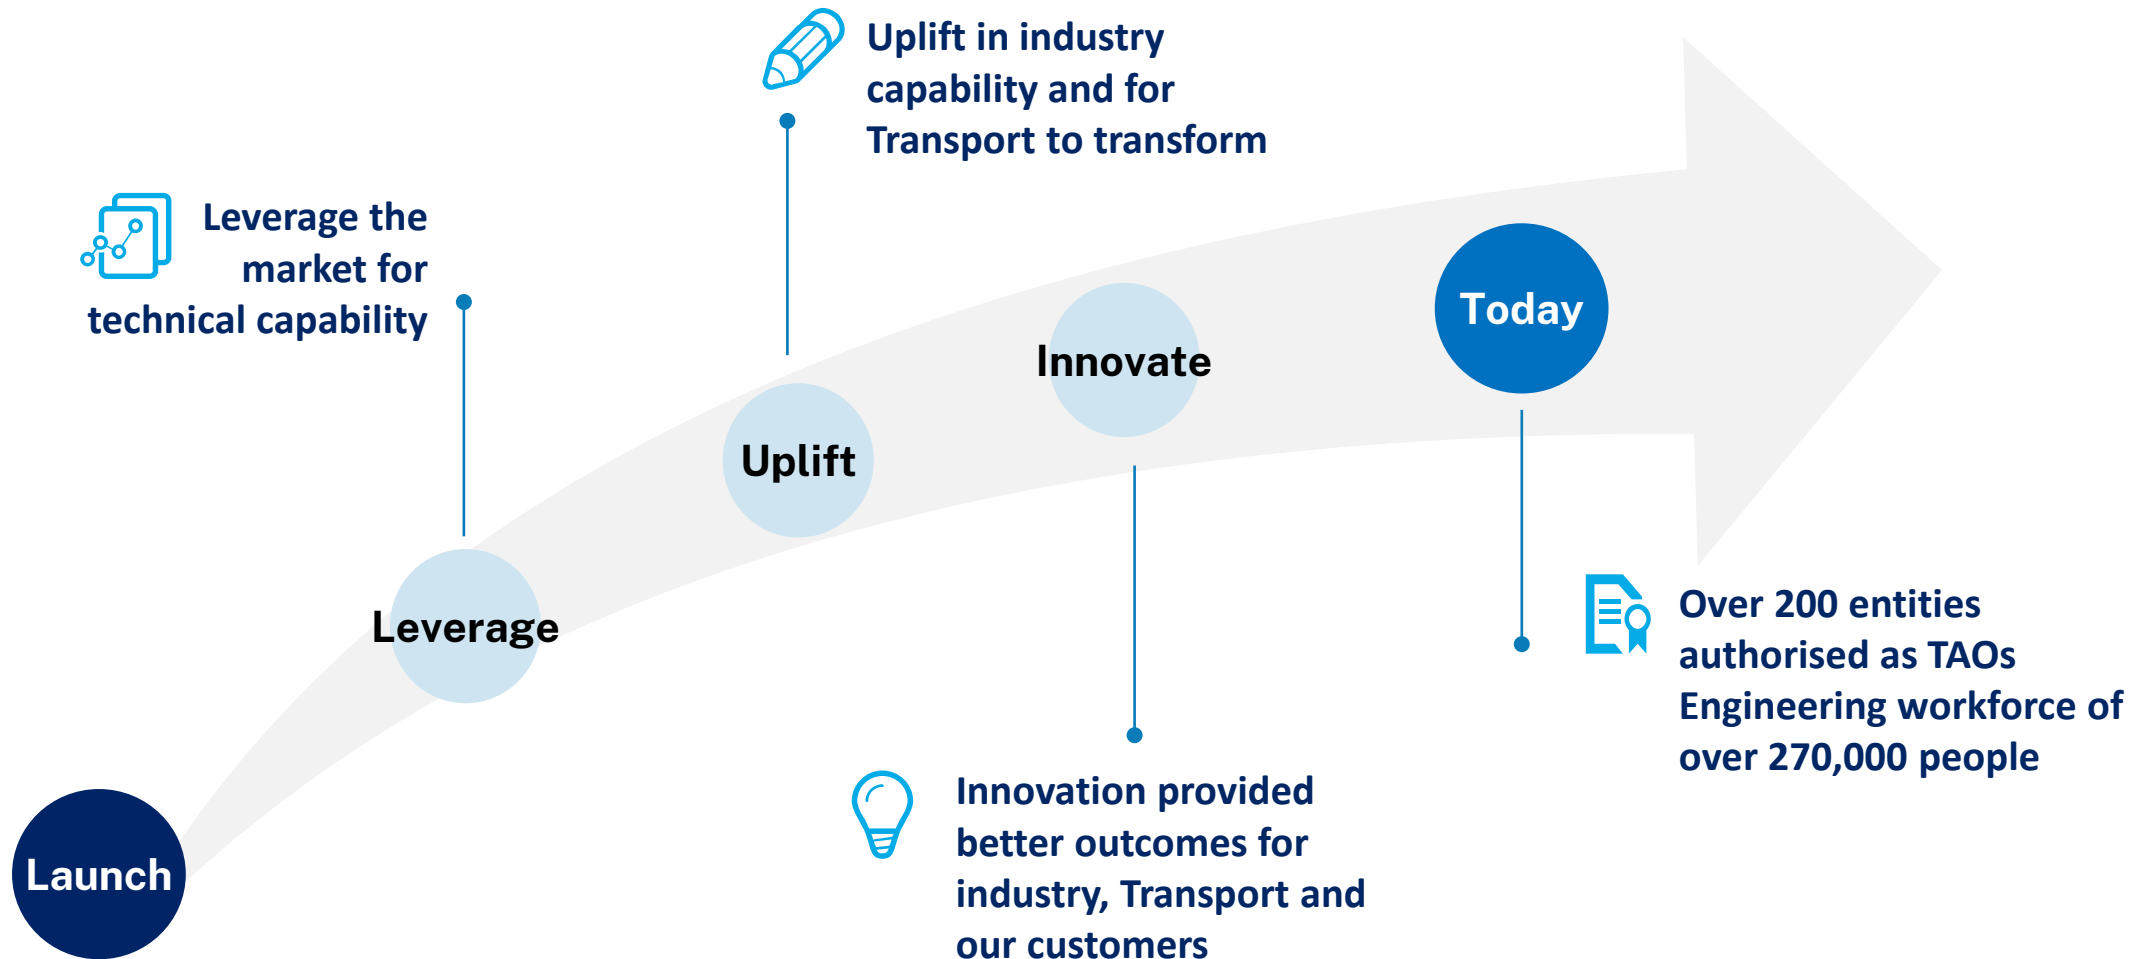 Uplift in industry
capability and for
Transport to transform
Leverage the
market for
technical capability
Today
Innovate
Uplift
Leverage
Launch
Over 200 entities
authorised as TAOs
Engineering workforce of
over 270,000 people
Innovation provided
better outcomes for
industry, Transport and
our customers